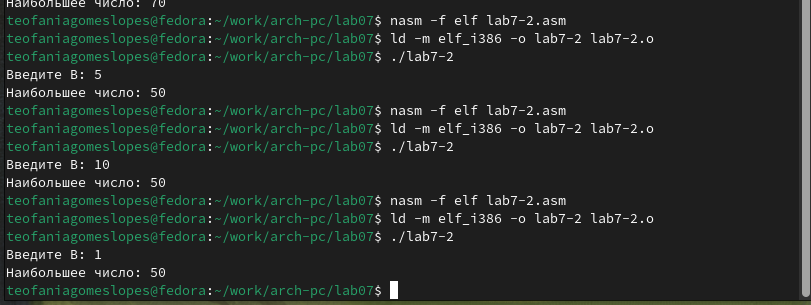 Наибольшее число: 70
teofaniagomeslopes@fedora:~/work/arch-pc/lab07$ nasm -f elf lab7-2.asm
teofaniagomeslopes@fedora:~/work/arch-pc/lab07$ ld -m elf_i386 -o lab7-2 lab7-2.o
teofaniagomeslopes@fedora:~/work/arch-pc/lab07$ ./lab7-2
Введите В: 5
Наибольшее число: 50
teofaniagomeslopes@fedora:~/work/arch-pc/lab07$ nasm -f elf lab7-2.asm
teofaniagomeslopes@fedora:~/work/arch-pc/lab07$ ld -m elf_i386 -o lab7-2 lab7-2.o
teofaniagomeslopes@fedora:~/work/arch-pc/lab07$ ./lab7-2
Введите В: 10
Наибольшее число: 50
teofaniagomeslopes@fedora:~/work/arch-pc/lab07$ nasm -f elf lab7-2.asm
teofaniagomeslopes@fedora:~/work/arch-pc/lab07$ ld -m elf_i386 -o lab7-2 lab7-2.o
teofaniagomeslopes@fedora:~/work/arch-pc/lab07$ ./lab7-2
Введите В: 1
Наибольшее число: 50
teofaniagomeslopes@fedora:~/work/arch-pc/lab07$